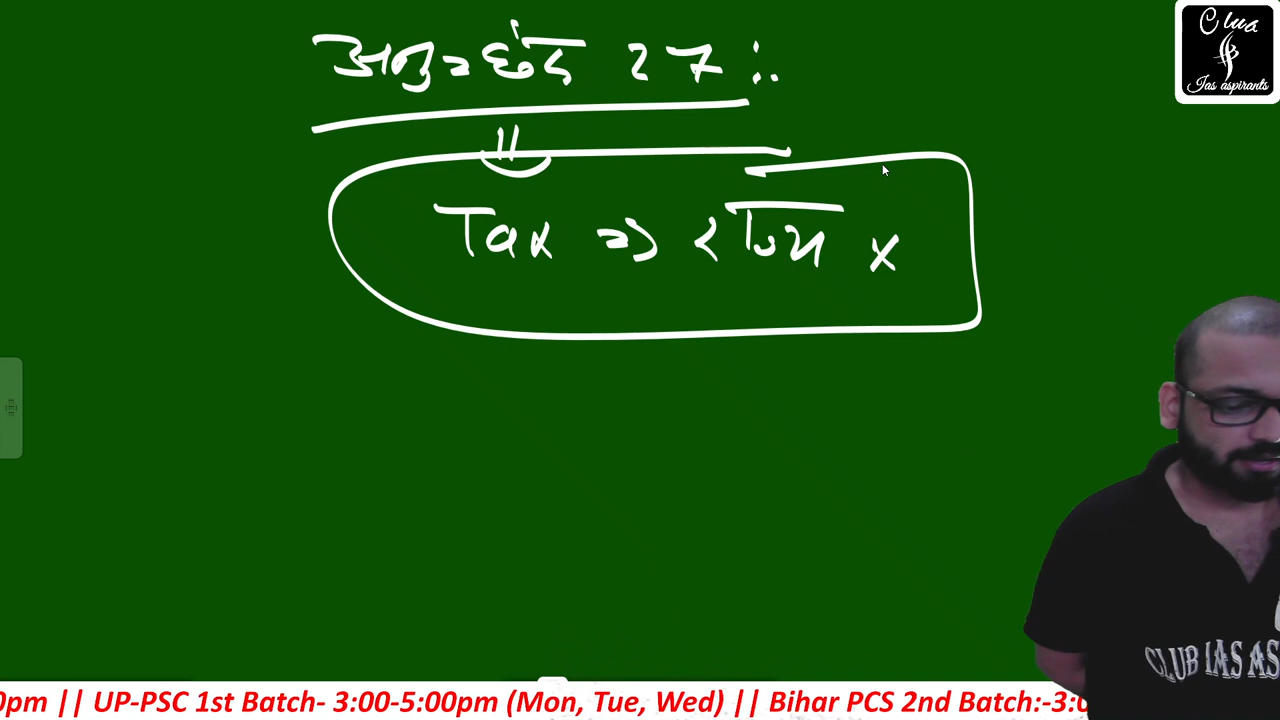 अनुच्छेद 27 :.
Tax ⇒ राज्य x
Club
Ias aspirants
CLUB IAS AS
0pm || UP-PSC 1st Batch- 3:00-5:00pm (Mon, Tue, Wed) || Bihar PCS 2nd Batch:-3:0